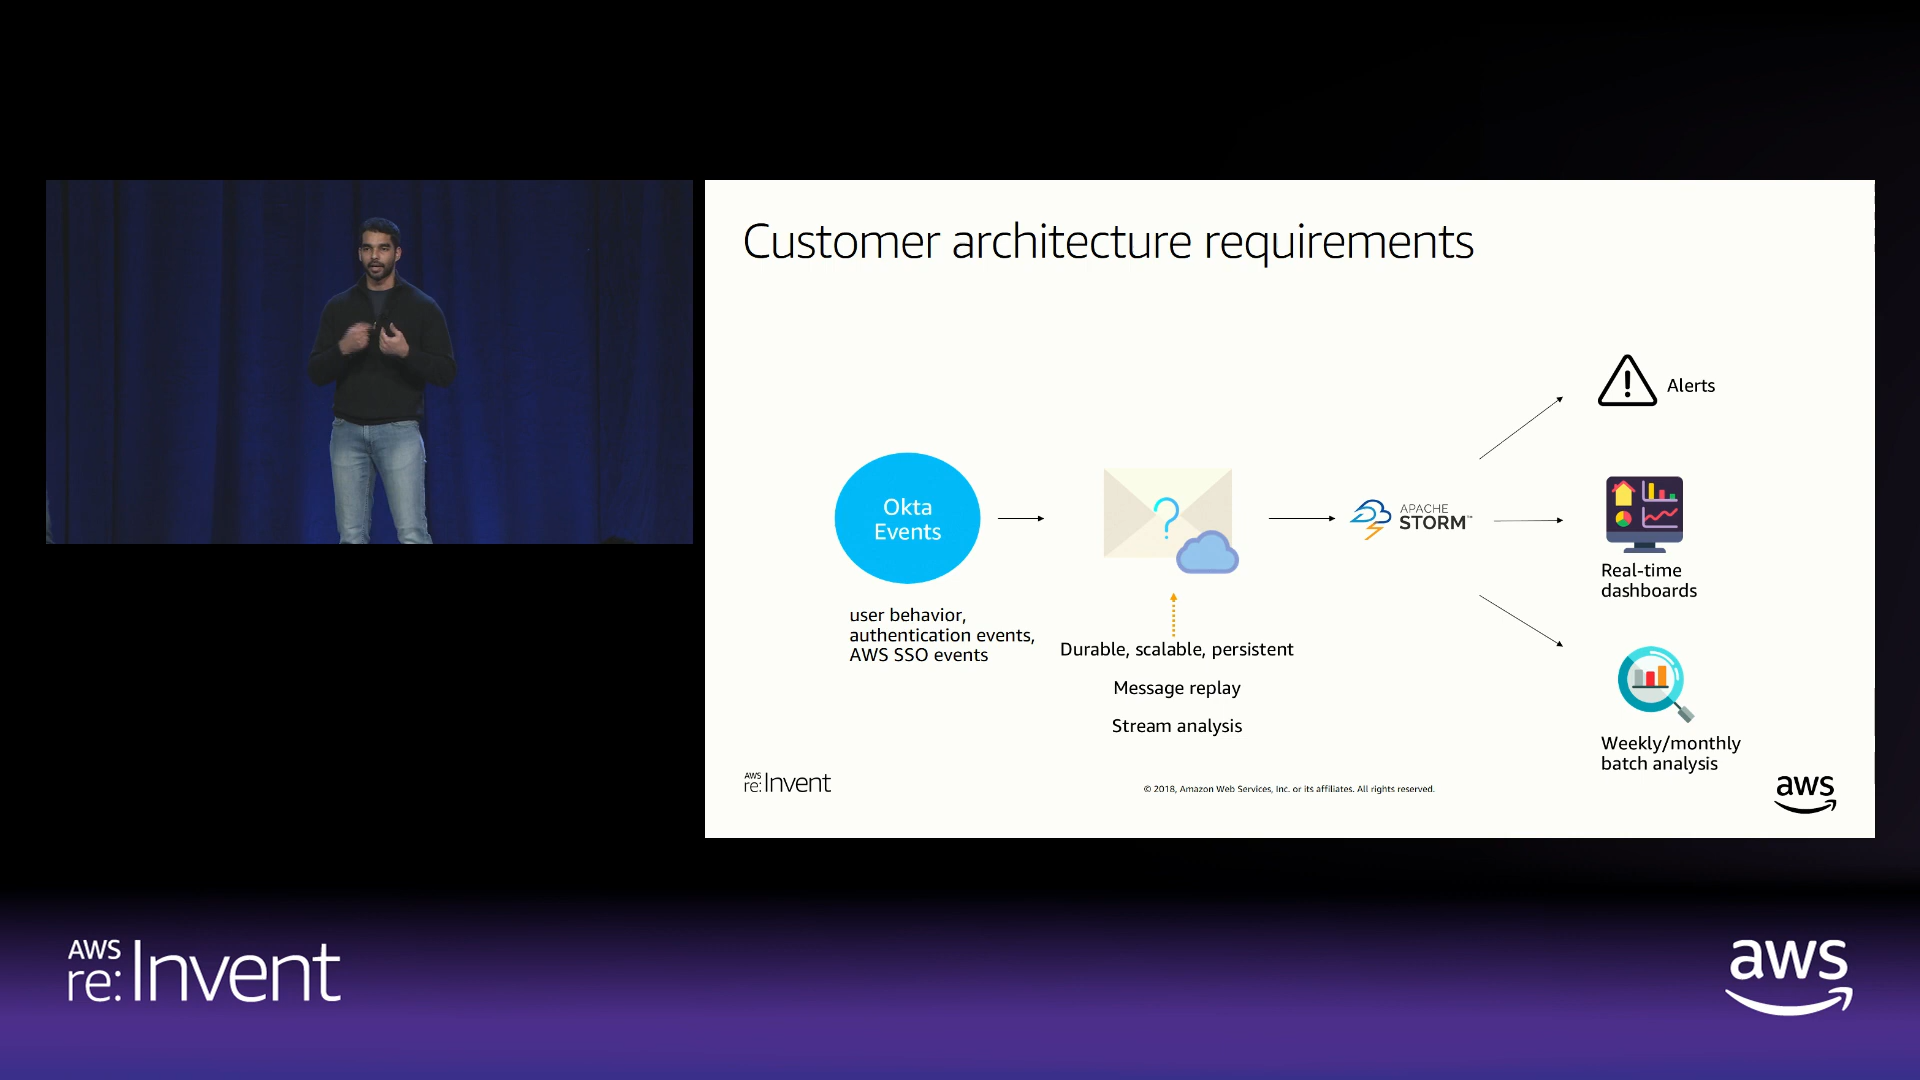 Customer architecture requirements
Alerts
Okta
Events
?
APACHE
STORM™
Real-time
dashboards
user behavior,
authentication events,
AWS SSO events
Durable, scalable, persistent
Message replay
Stream analysis
Weekly/monthly
batch analysis
AWS
re:Invent
© 2018, Amazon Web Services, Inc. or its affiliates. All rights reserved.
aws
AWS
re:Invent
aws